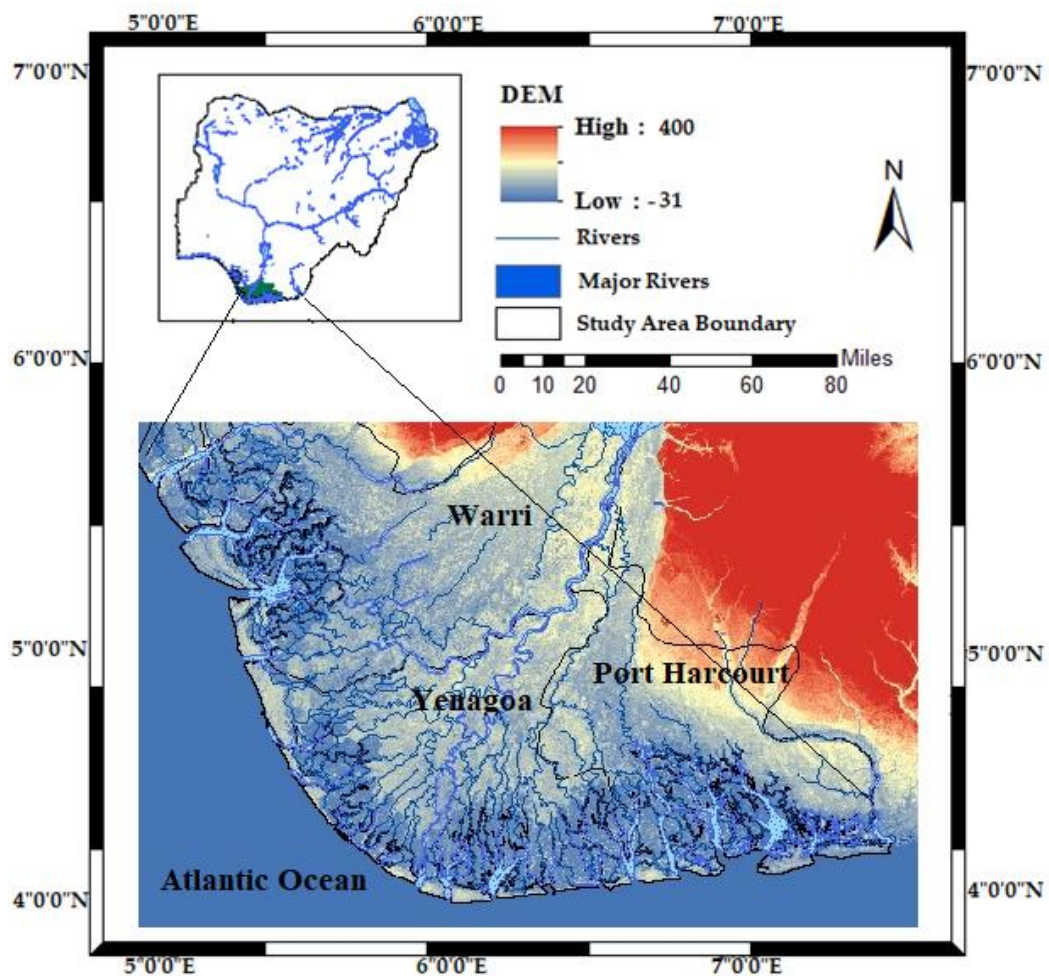 5"0'0"E 6"0'0"E 7"0'0"E
7"0'0"N 7"0'0"N
DEM
High : 400
Low : -31
N
Rivers
Major Rivers
Study Area Boundary
Miles
0 10 20 40 60 80
6"0'0"N 6"0'0"N
Warri
5"0'0"N 5"0'0"N
Port Harcourt
Yenagoa
Atlantic Ocean
4"0'0"N 4"0'0"N
5"0'0"E 6"0'0"E 7"0'0"E